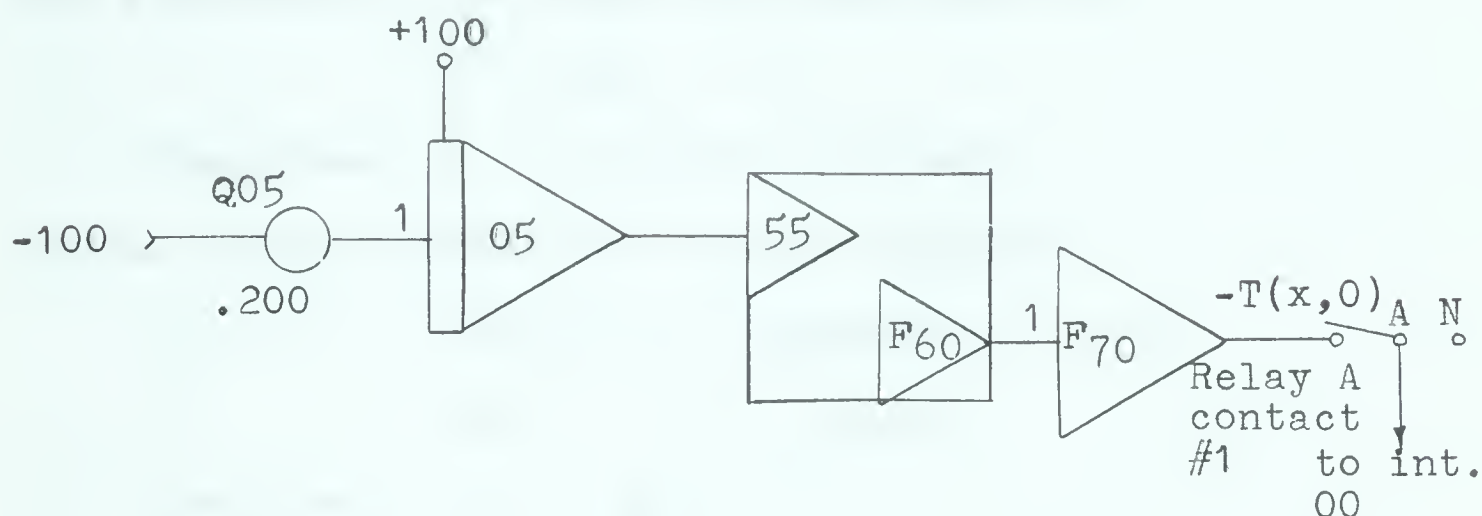 +100
Q05
-100
1
05
.200
55
F60
1
F70
-T(x,0)
A
N
Relay A
contact
#1 to int.
00